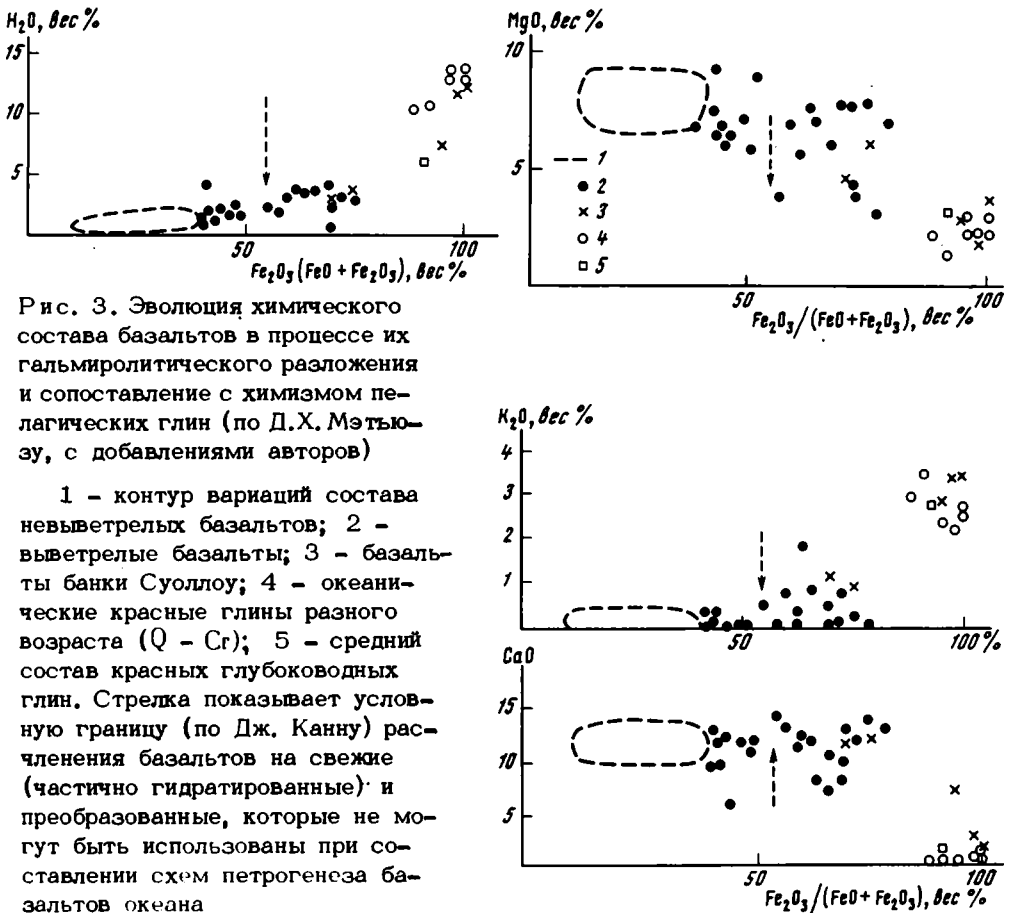 H₂O, вес %
15
10
5
50
100
Fe₂O₃(FeO + Fe₂O₃), вес %
MgO, вес %
10
5
1
2
3
4
5
50
100
Fe₂O₃/(FeO+Fe₂O₃), вес %
Рис. 3. Эволюция химического
состава базальтов в процессе их
гальмиролитического разложения
и сопоставление с химизмом пе-
лагических глин (по Д.Х. Мэтью-
зу, с добавлениями авторов)
1 - контур вариаций состава
невыветрелых базальтов; 2 -
выветрелые базальты; 3 - базаль-
ты банки Суоллоу; 4 - океани-
ческие красные глины разного
возраста (Q - Cr); 5 - средний
состав красных глубоководных
глин. Стрелка показывает услов-
ную границу (по Дж. Канну) рас-
членения базальтов на свежие
(частично гидратированные) и
преобразованные, которые не мо-
гут быть использованы при со-
ставлении схем петрогенеза ба-
зальтов океана
K₂O, вес %
4
3
2
1
50
100%
CaO
15
10
5
50
100
Fe₂O₃/(FeO + Fe₂O₃), вес %